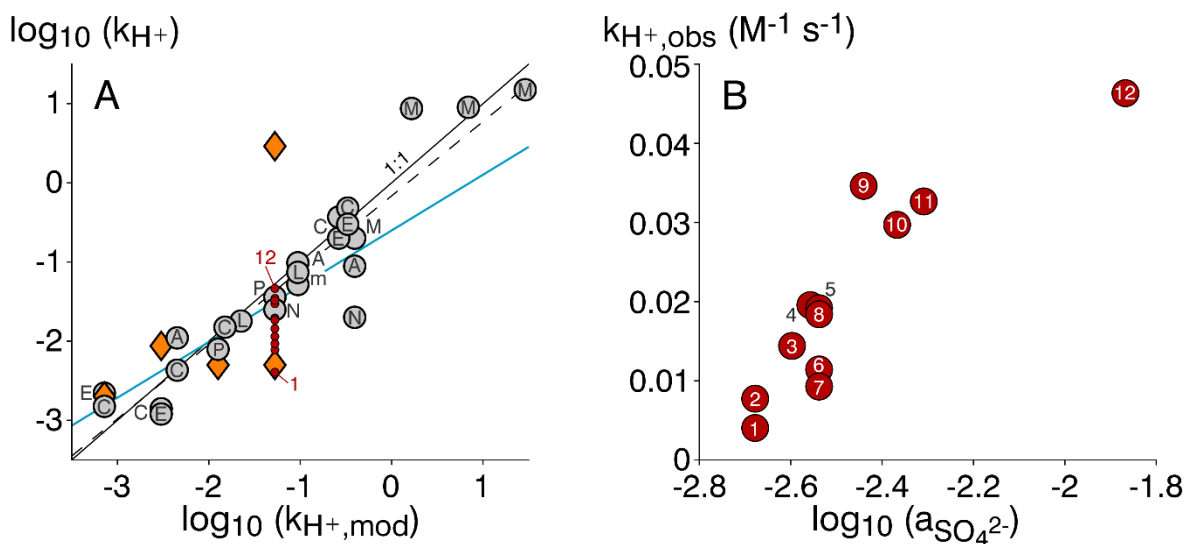 log10 (kH+)
k H+,obs (M-1 s-1)
A
1
0
-1
-2
-3
1:1
M
M
M
C
C
E
E
M
A
L
m
A
12
P
N
N
L
C
A
P
C
E
C
C
E
1
-3
-2
-1
0
1
log10 (kH+,mod)
B
0.05
0.04
0.03
0.02
0.01
0
12
9
11
10
5
4
8
3
6
7
2
1
-2.8
-2.6
-2.4
-2.2
-2
-1.8
log10 (aSO42-)